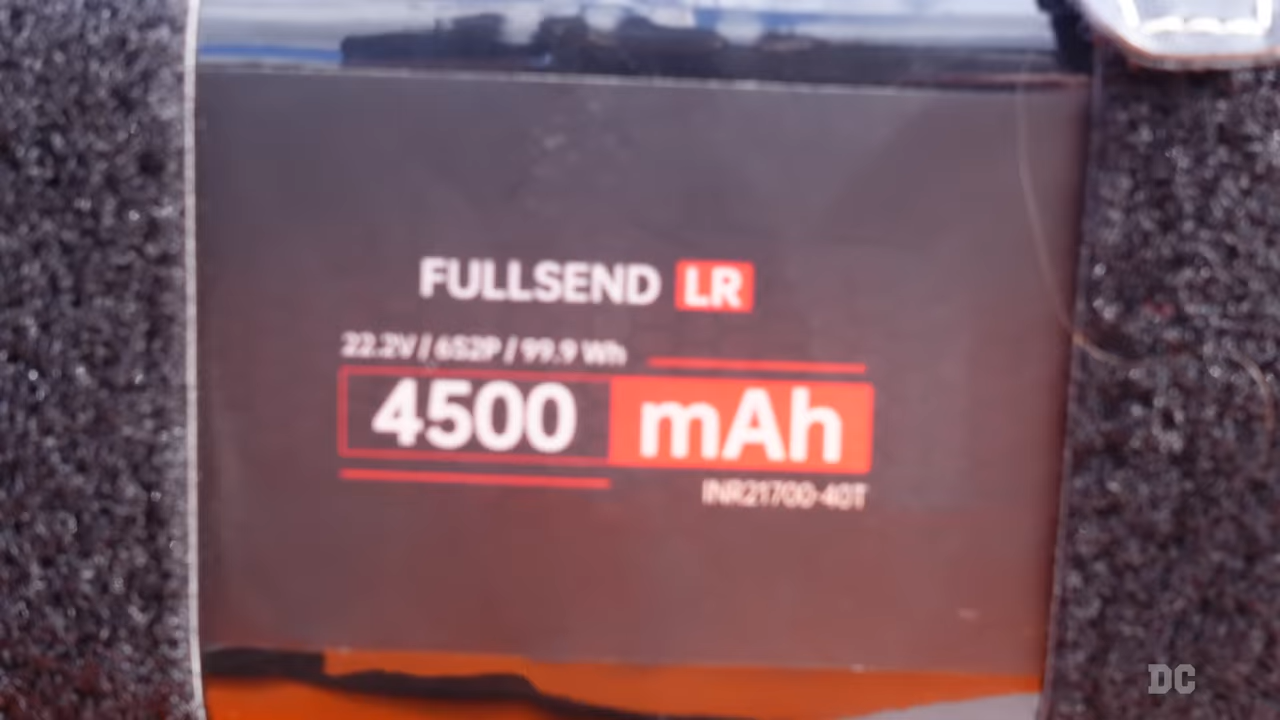 FULLSEND LR
22.2V / 6S2P / 99.9 Wh
4500 mAh
INR21700-40T
DC